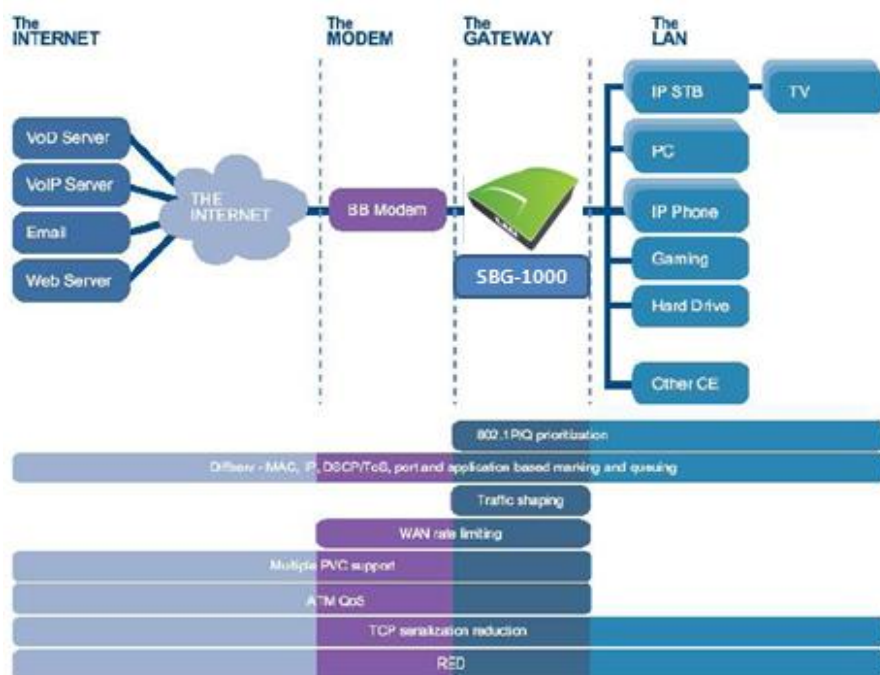 The
INTERNET
The
MODEM
The
GATEWAY
The
LAN
VoD Server
VoIP Server
Email
Web Server
THE
INTERNET
BB Modem
SBG-1000
IP STB
TV
PC
IP Phone
Gaming
Hard Drive
Other CE
802.1P/Q prioritization
Diffserv - MAC, IP, DSCP/ToS, port and application based marking and queuing
Traffic shaping
WAN rate limiting
Multiple PVC support
ATM QoS
TCP serialization reduction
RED